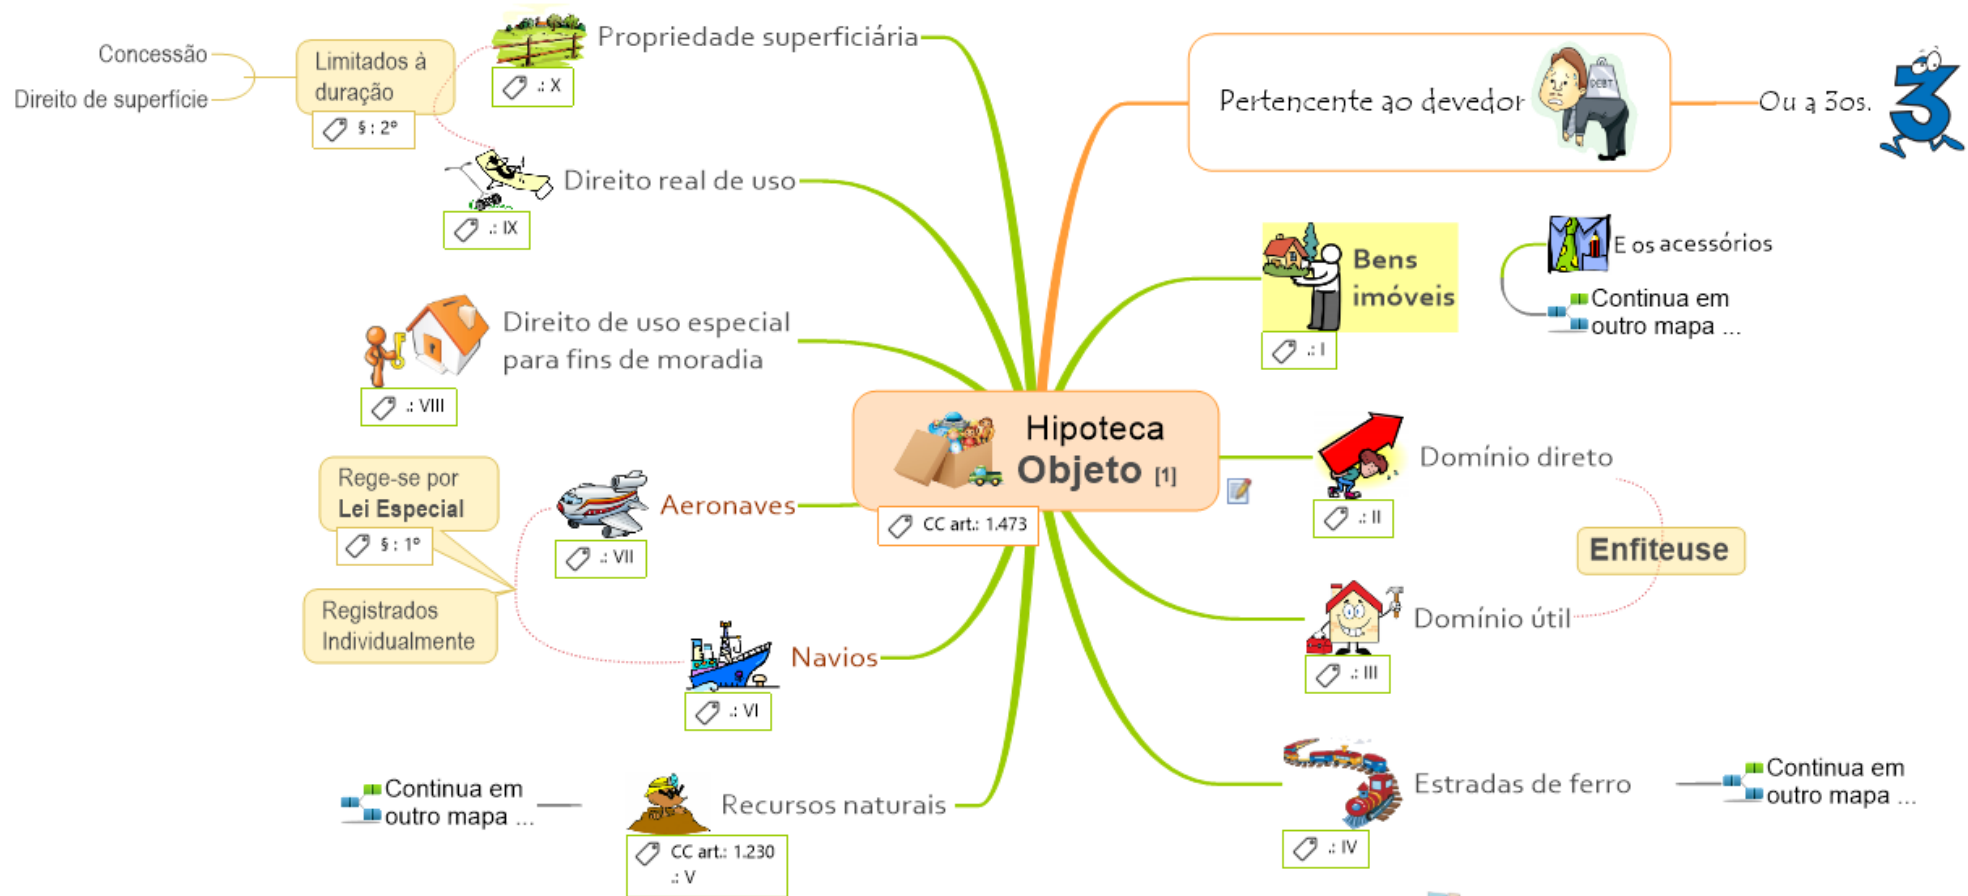 Hipoteca
Objeto [1]
CC art.: 1.473
Pertencente ao devedor
DEBT
Ou a 3os.
3
Bens
imóveis
.: I
E os acessórios
Continua em
outro mapa ...
Domínio direto
.: II
Enfiteuse
Domínio útil
.: III
Estradas de ferro
.: IV
Continua em
outro mapa ...
Recursos naturais
CC art.: 1.230
.: V
Continua em
outro mapa ...
Navios
.: VI
Aeronaves
.: VII
Rege-se por
Lei Especial
§ : 1º
Registrados
Individualmente
Direito de uso especial
para fins de moradia
.: VIII
Direito real de uso
.: IX
Propriedade superficiária
.: X
Limitados à
duração
§ : 2º
Concessão
Direito de superfície